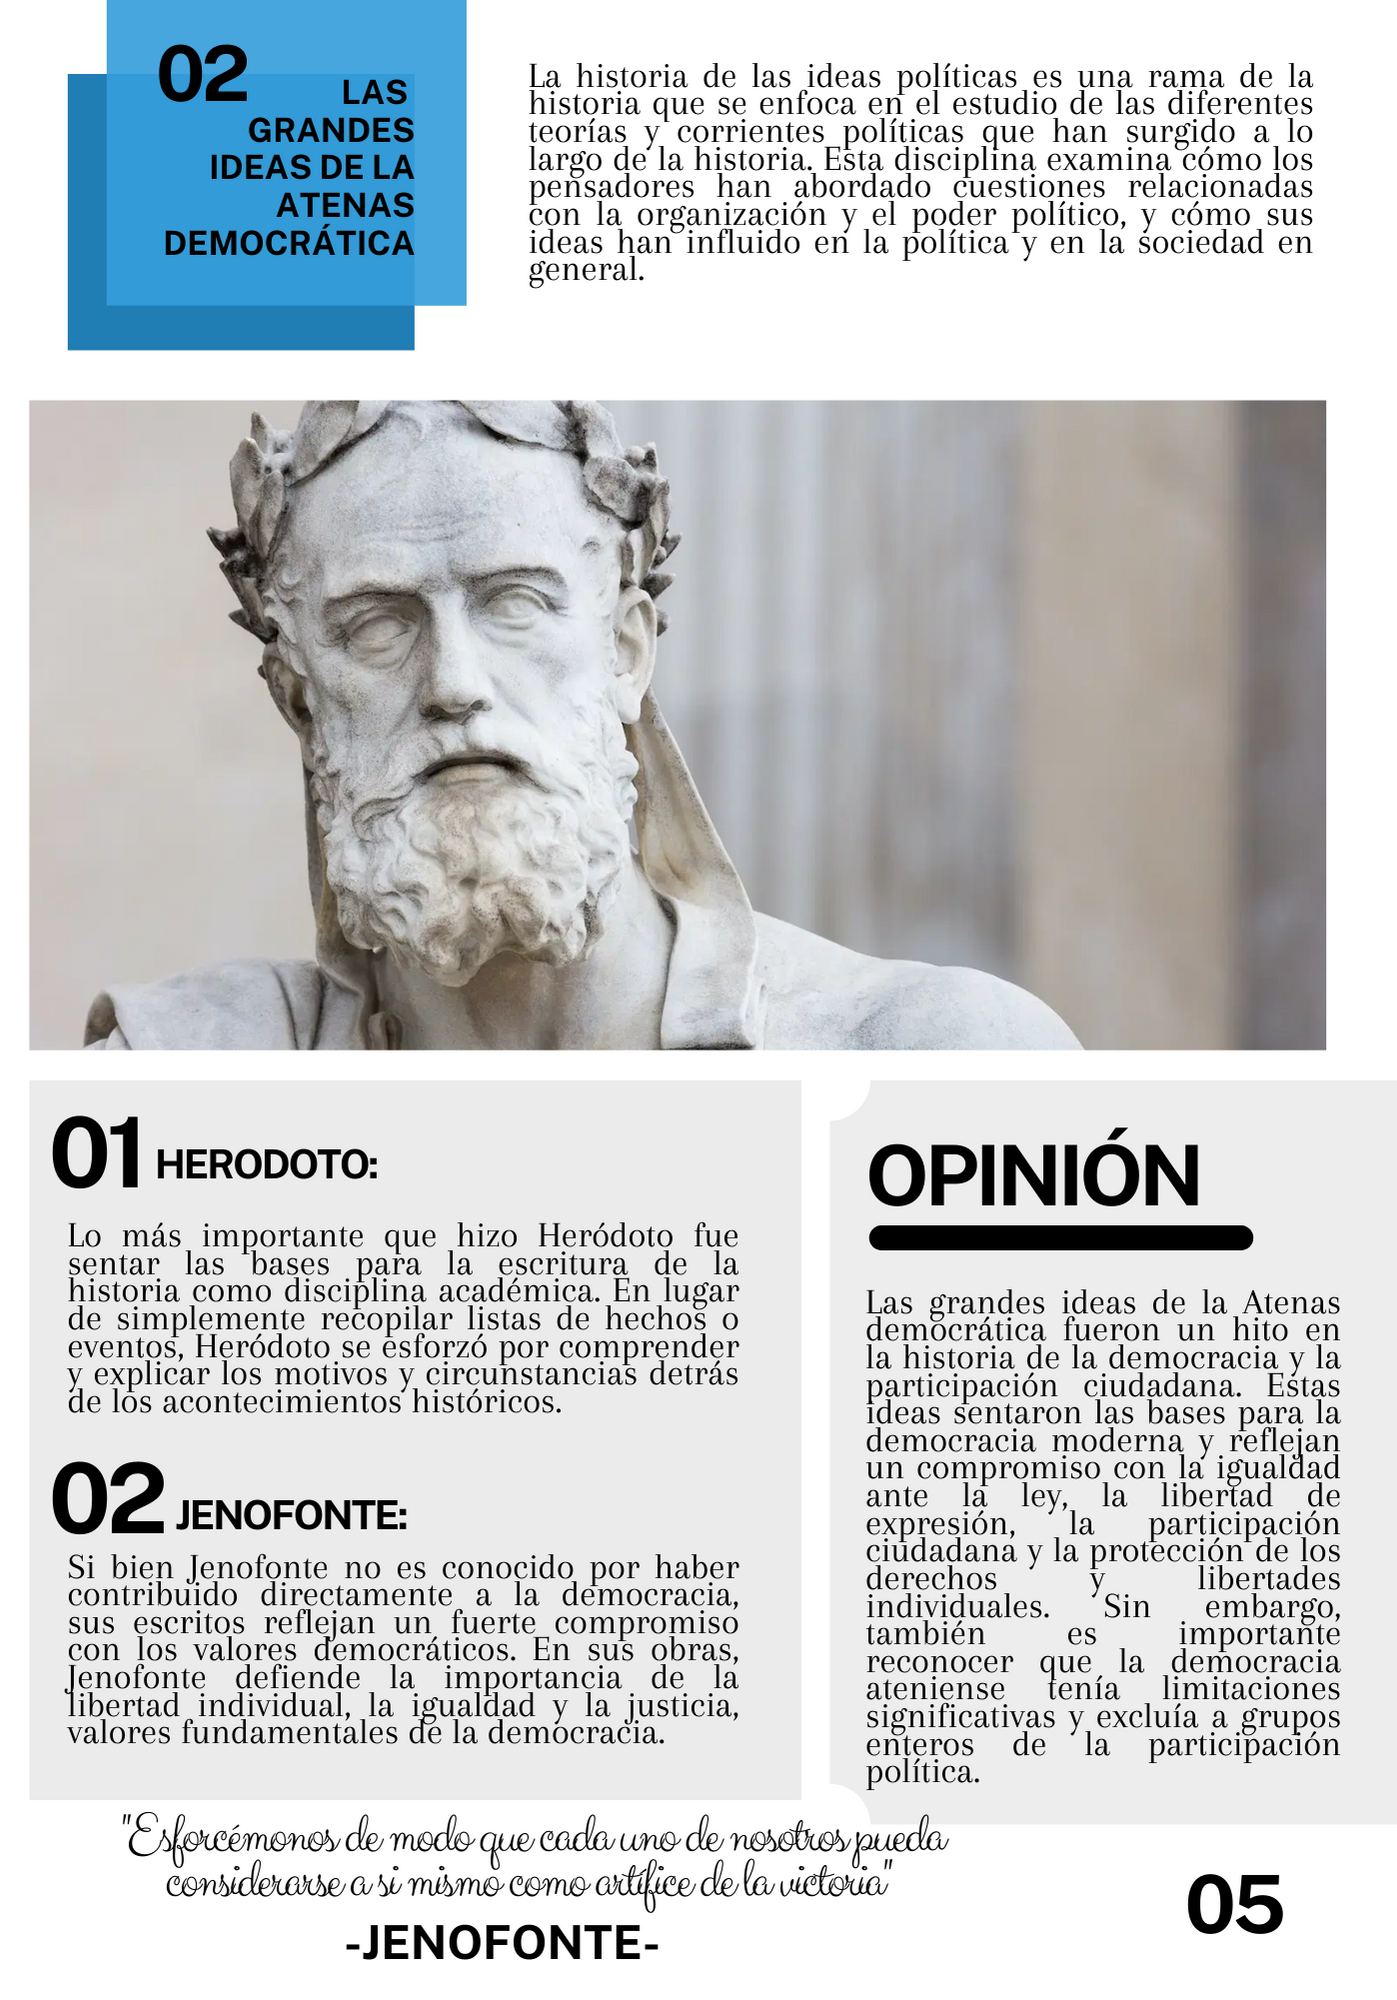 02
LAS
GRANDES
IDEAS DE LA
ATENAS
DEMOCRÁTICA
La historia de las ideas políticas es una rama de la
historia que se enfoca en el estudio de las diferentes
teorías y corrientes políticas que han surgido a lo
largo de la historia. Esta disciplina examina cómo los
pensadores han abordado cuestiones relacionadas
con la organización y el poder político, y cómo sus
ideas han influido en la política y en la sociedad en
general.
01 HERODOTO:
Lo más importante que hizo Heródoto fue
sentar las bases para la escritura de la
historia como disciplina académica. En lugar
de simplemente recopilar listas de hechos o
eventos, Heródoto se esforzó por comprender
y explicar los motivos y circunstancias detrás
de los acontecimientos históricos.
02 JENOFONTE:
Si bien Jenofonte no es conocido por haber
contribuido directamente a la democracia,
sus escritos reflejan un fuerte compromiso
con los valores democráticos. En sus obras,
Jenofonte defiende la importancia de la
libertad individual, la igualdad y la justicia,
valores fundamentales de la democracia.
OPINIÓN
Las grandes ideas de la Atenas
democrática fueron un hito en
la historia de la democracia y la
participación ciudadana. Estas
ideas sentaron las bases para la
democracia moderna y reflejan
un compromiso con la igualdad
ante la ley, la libertad de
expresión, la participación
ciudadana y la protección de los
derechos y libertades
individuales. Sin embargo,
también es importante
reconocer que la democracia
ateniense tenía limitaciones
significativas y excluía a grupos
enteros de la participación
política.
"Esforcémonos de modo que cada uno de nosotros pueda
considerarse a si mismo como artífice de la victoria"
-JENOFONTE-
05